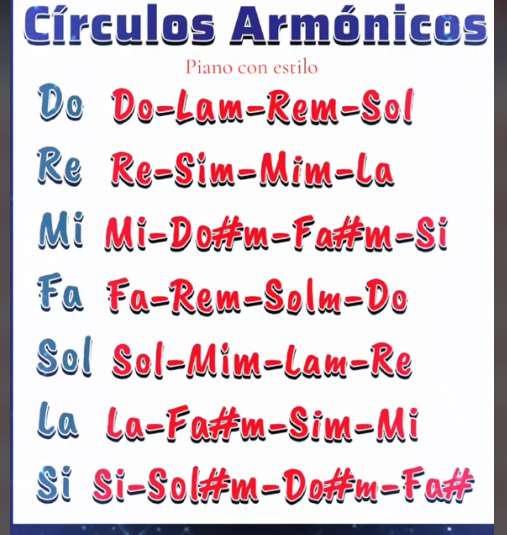 Círculos Armónicos
Piano con estilo
Do Do-Lam-Rem-Sol
Re Re-Sim-Mim-La
Mi Mi-Do#m-Fa#m-Si
Fa Fa-Rem-Solm-Do
Sol Sol-Mim-Lam-Re
La La-Fa#m-Sim-Mi
Si Si-Sol#m-Do#m-Fa#